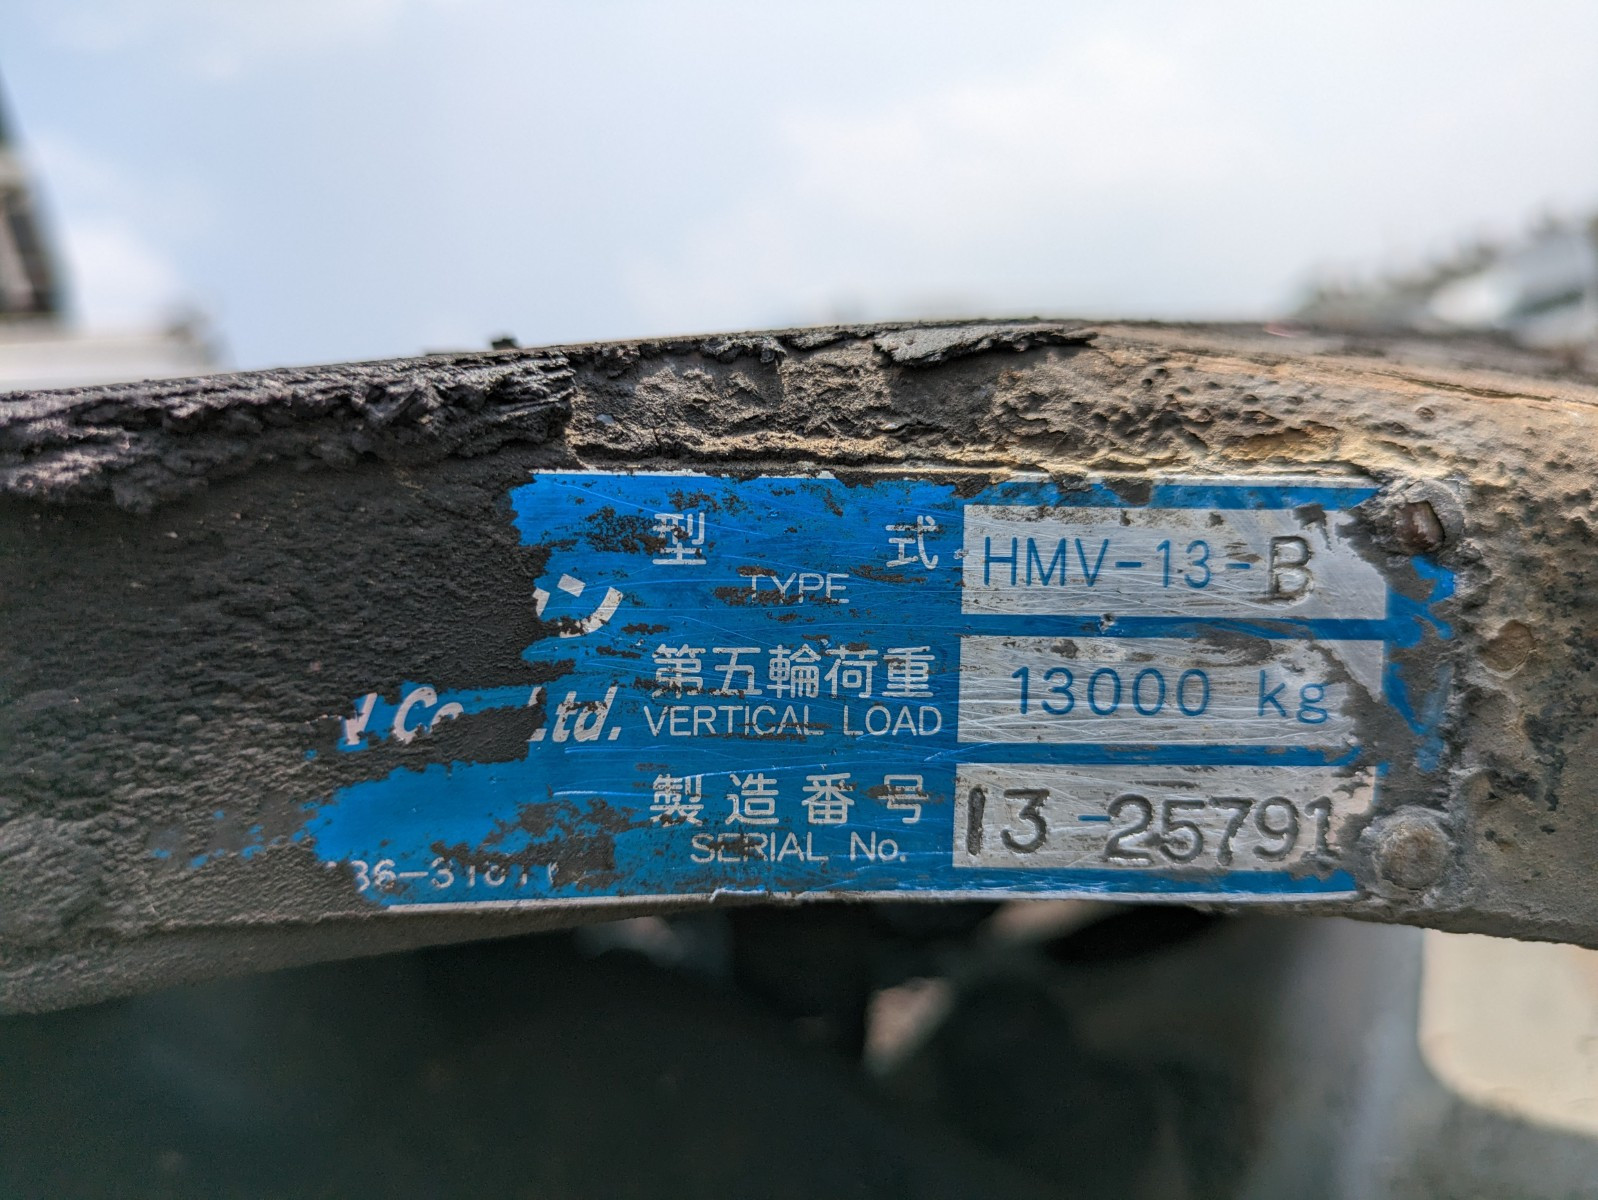 型式 HMV-13-B
TYPE
ン
第五輪荷重 13000 kg
Ltd. VERTICAL LOAD
製造番号 13-25791
SERIAL No.